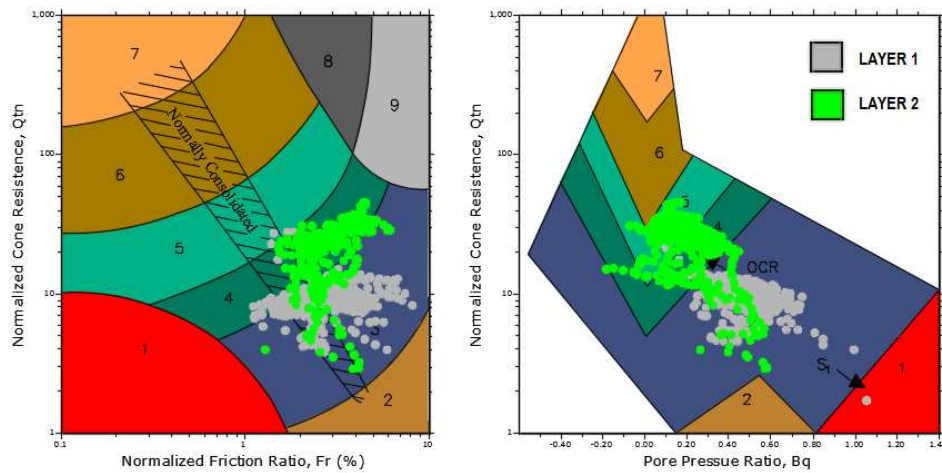 Normalized Cone Resistence, Qtn
1,000
100
10
1
7
8
9
6
Normally Consolidated
5
4
3
1
2
0.1
1
10
Normalized Friction Ratio, Fr (%)
Normalized Cone Resistence, Qtn
1,000
100
10
1
LAYER 1
LAYER 2
7
6
5
4
OCR
S1
1
2
-0.40 -0.20 0.00 0.20 0.40 0.60 0.80 1.00 1.20 1.4
Pore Pressue Ratio, Bq